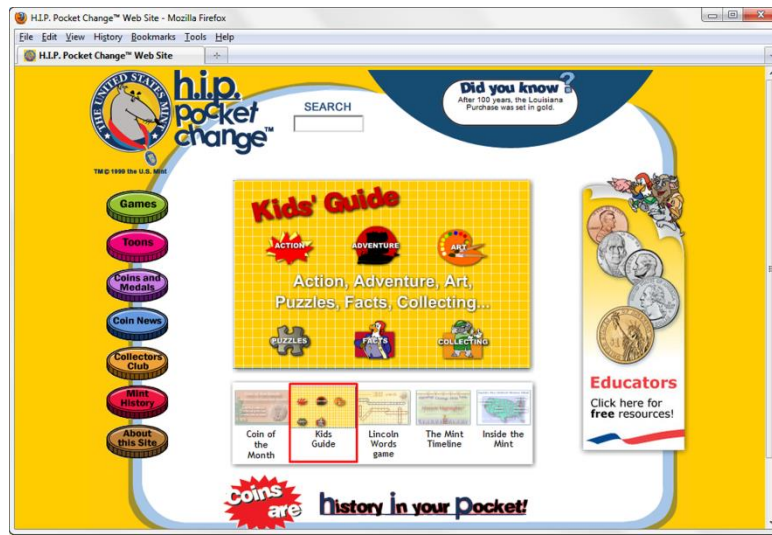 H.I.P. Pocket Change™ Web Site - Mozilla Firefox
File Edit View History Bookmarks Tools Help
H.I.P. Pocket Change™ Web Site
THE UNITED STATES MINT
h.i.p.
pocket
change™
TM © 1999 the U.S. Mint
SEARCH
Did you know?
After 100 years, the Louisiana
Purchase was set in gold.
Games
Toons
Coins and
Medals
Coin News
Collectors
Club
Mint
History
About
this Site
Kids' Guide
ACTION
ADVENTURE
ART
Action, Adventure, Art,
Puzzles, Facts, Collecting...
PUZZLES
FACTS
COLLECTING
Coin of
the
Month
Kids
Guide
Lincoln
Words
game
The Mint
Timeline
Inside the
Mint
Educators
Click here for
free resources!
Coins
are
history in your pocket!